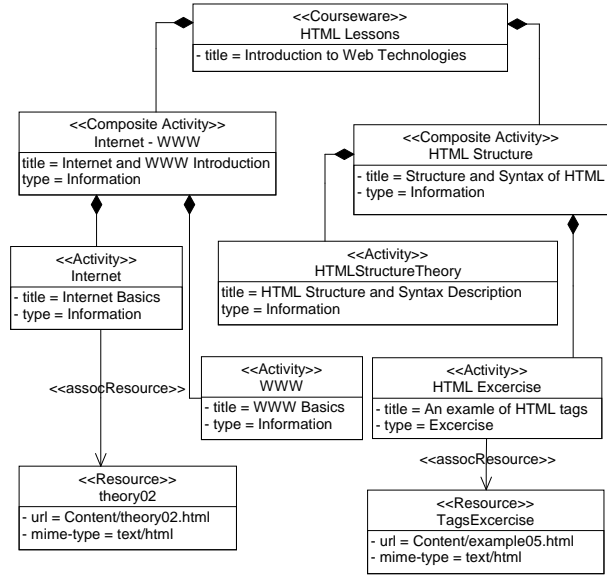 <<Courseware>>
HTML Lessons
- title = Introduction to Web Technologies
<<Composite Activity>>
Internet - WWW
title = Internet and WWW Introduction
type = Information
<<Composite Activity>>
HTML Structure
- title = Structure and Syntax of HTML
- type = Information
<<Activity>>
Internet
- title = Internet Basics
- type = Information
<<Activity>>
HTMLStructureTheory
title = HTML Structure and Syntax Description
type = Information
<<assocResource>>
<<Activity>>
WWW
- title = WWW Basics
- type = Information
<<Activity>>
HTML Excercise
- title = An examle of HTML tags
- type = Excercise
<<assocResource>>
<<Resource>>
theory02
- url = Content/theory02.html
- mime-type = text/html
<<Resource>>
TagsExcercise
- url = Content/example05.html
- mime-type = text/html